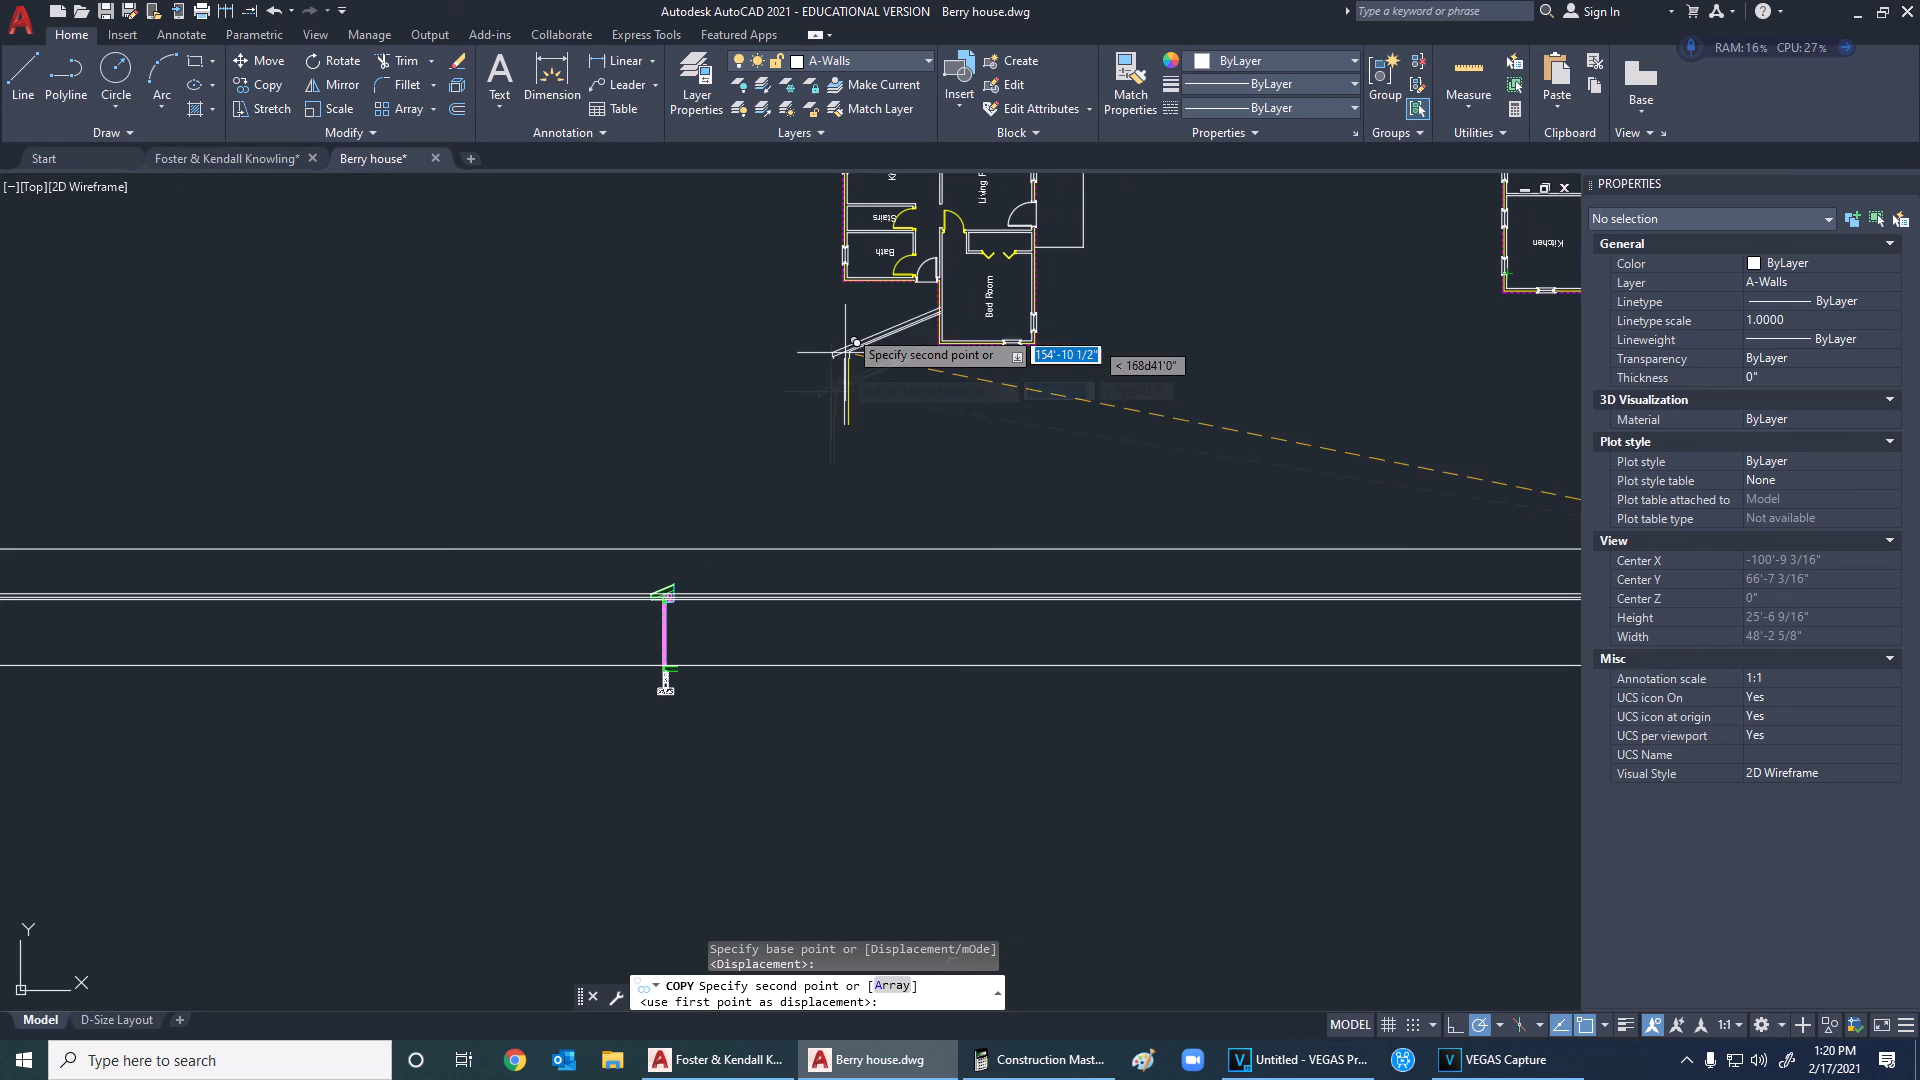 Autodesk AutoCAD 2021 - EDUCATIONAL VERSION Berry house.dwg
Type a keyword or phrase
Sign In
Home Insert Annotate Parametric View Manage Output Add-ins Collaborate Express Tools Featured Apps
RAM:16% CPU:27%
Line Polyline Circle Arc
Move Rotate Trim
Copy Mirror Fillet
Stretch Scale Array
Text Dimension
Linear
Leader
Table
Layer Properties
A-Walls
Make Current
Match Layer
Insert
Create
Edit
Edit Attributes
Match Properties
ByLayer
ByLayer
ByLayer
Group
Measure
Paste
Base
Draw Modify Annotation Layers Block Properties Groups Utilities Clipboard View
Start Foster & Kendall Knowling* Berry house*
[−][Top][2D Wireframe]
Stairs
Bath
Bed Room
Kitchen
Specify second point or
154'-10 1/2"
< 168d41'0"
PROPERTIES
No selection
General
Color ByLayer
Layer A-Walls
Linetype ByLayer
Linetype scale 1.0000
Lineweight ByLayer
Transparency ByLayer
Thickness 0"
3D Visualization
Material ByLayer
Plot style
Plot style ByLayer
Plot style table None
Plot table attached to Model
Plot table type Not available
View
Center X -100'-9 3/16"
Center Y 66'-7 3/16"
Center Z 0"
Height 25'-6 9/16"
Width 48'-2 5/8"
Misc
Annotation scale 1:1
UCS icon On Yes
UCS icon at origin Yes
UCS per viewport Yes
UCS Name
Visual Style 2D Wireframe
Y
X
Specify base point or [Displacement/mOde]
<Displacement>:
COPY Specify second point or [Array]
<use first point as displacement>:
Model D-Size Layout
MODEL
1:1
Type here to search
Foster & Kendall K...
Berry house.dwg
Construction Mast...
Untitled - VEGAS Pr...
VEGAS Capture
1:20 PM
2/17/2021